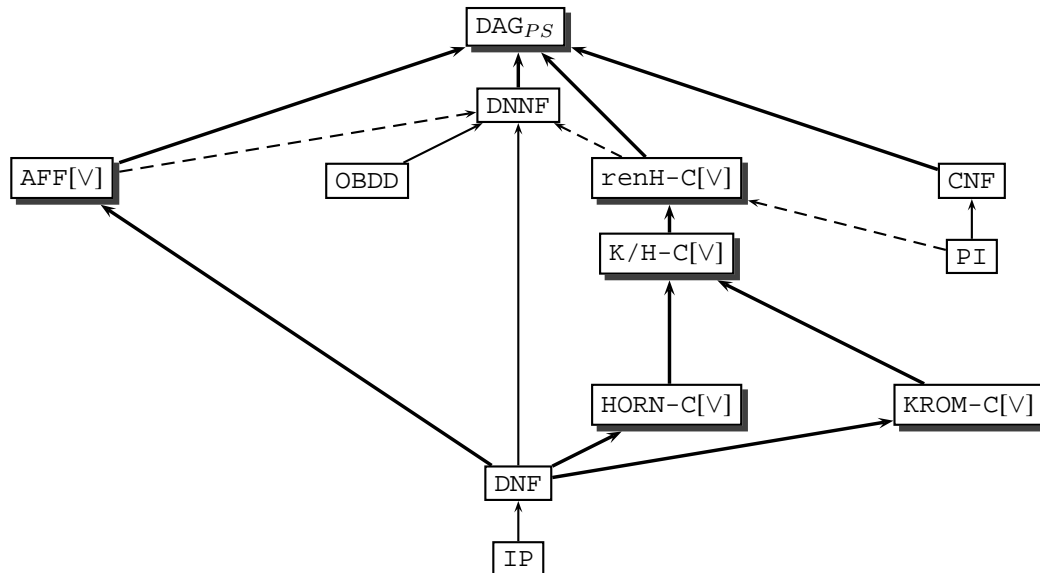 DAG_PS
DNNF
AFF[∨]
OBDD
renH-C[∨]
CNF
K/H-C[∨]
PI
HORN-C[∨]
KROM-C[∨]
DNF
IP